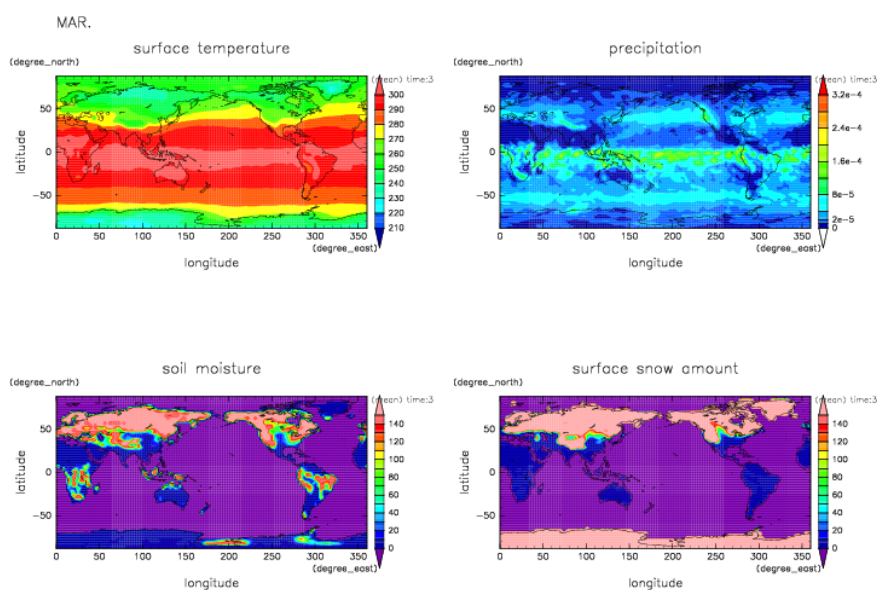 MAR.
surface temperature
(degree_north)
(mean) time:3
latitude
50
0
−50
300
290
280
270
260
250
240
230
220
210
0 50 100 150 200 250 300 350
(degree_east)
longitude
precipitation
(degree_north)
(mean) time:3
latitude
50
0
−50
3.2e−4
2.4e−4
1.6e−4
8e−5
2e−5
0
0 50 100 150 200 250 300 350
(degree_east)
longitude
soil moisture
(degree_north)
(mean) time:3
latitude
50
0
−50
140
120
100
80
60
40
20
0
0 50 100 150 200 250 300 350
(degree_east)
longitude
surface snow amount
(degree_north)
(mean) time:3
latitude
50
0
−50
140
120
100
80
60
40
20
0
0 50 100 150 200 250 300 350
(degree_east)
longitude